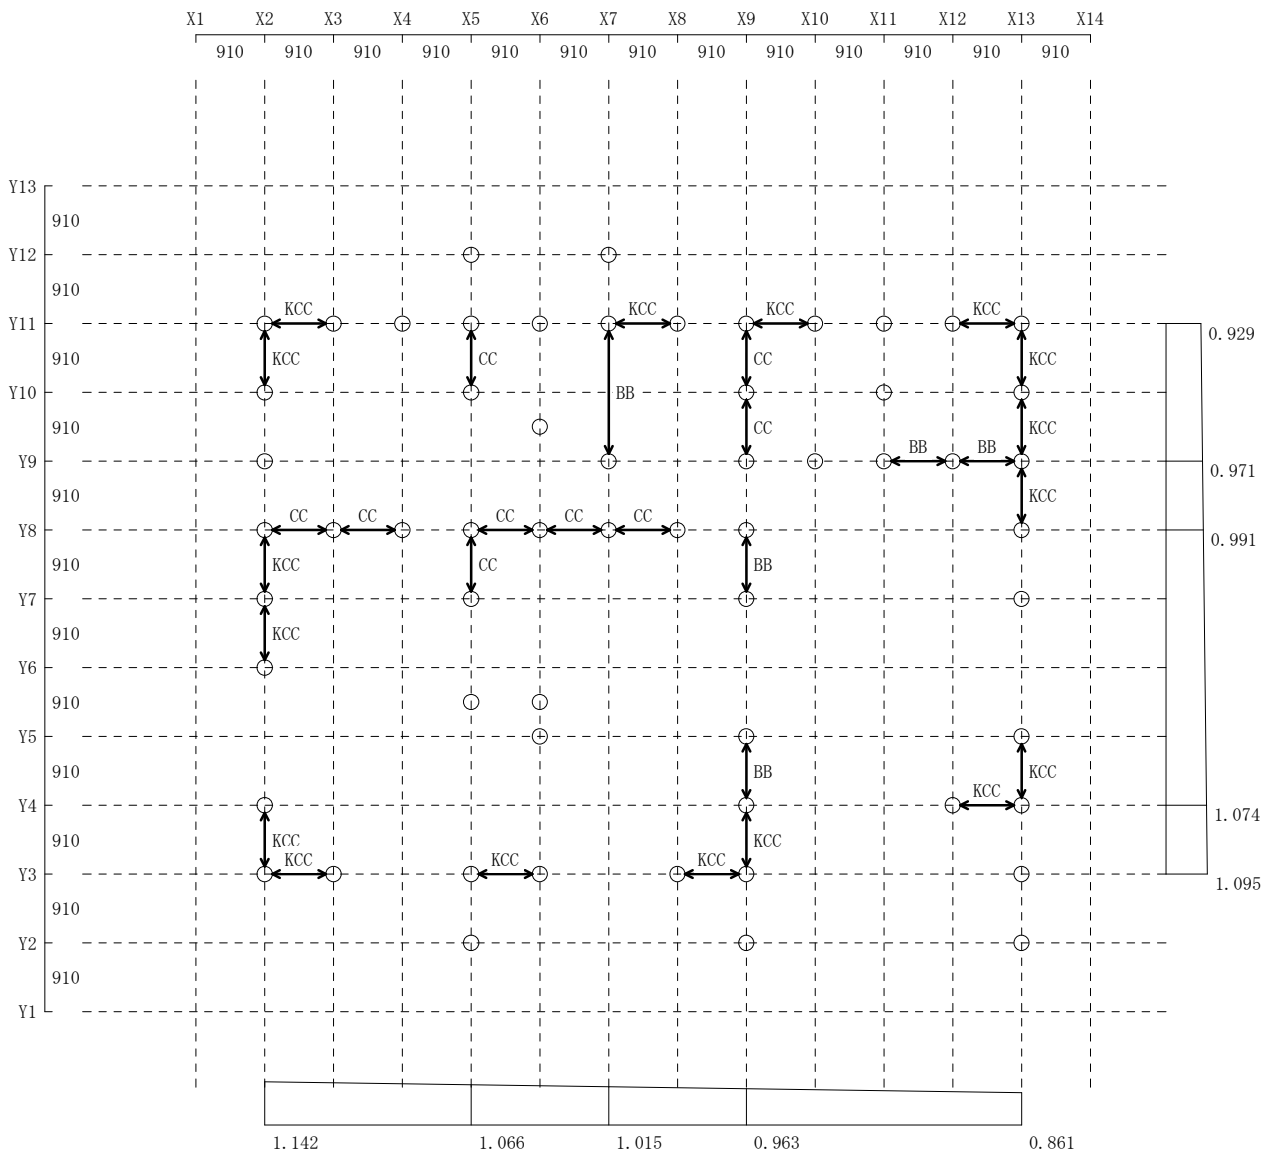 X1 X2 X3 X4 X5 X6 X7 X8 X9 X10 X11 X12 X13 X14
910 910 910 910 910 910 910 910 910 910 910 910 910
Y13
910
Y12
910
KCC KCC KCC KCC
Y11
0.929
910 KCC CC CC KCC
Y10
BB
910 CC KCC
BB BB
Y9
0.971
910 KCC
CC CC CC CC CC
Y8
0.991
910 KCC CC BB
Y7
910 KCC
Y6
910
Y5
910 BB KCC
KCC
Y4
1.074
910 KCC KCC
KCC KCC KCC
Y3
1.095
910
Y2
910
Y1
1.142 1.066 1.015 0.963 0.861